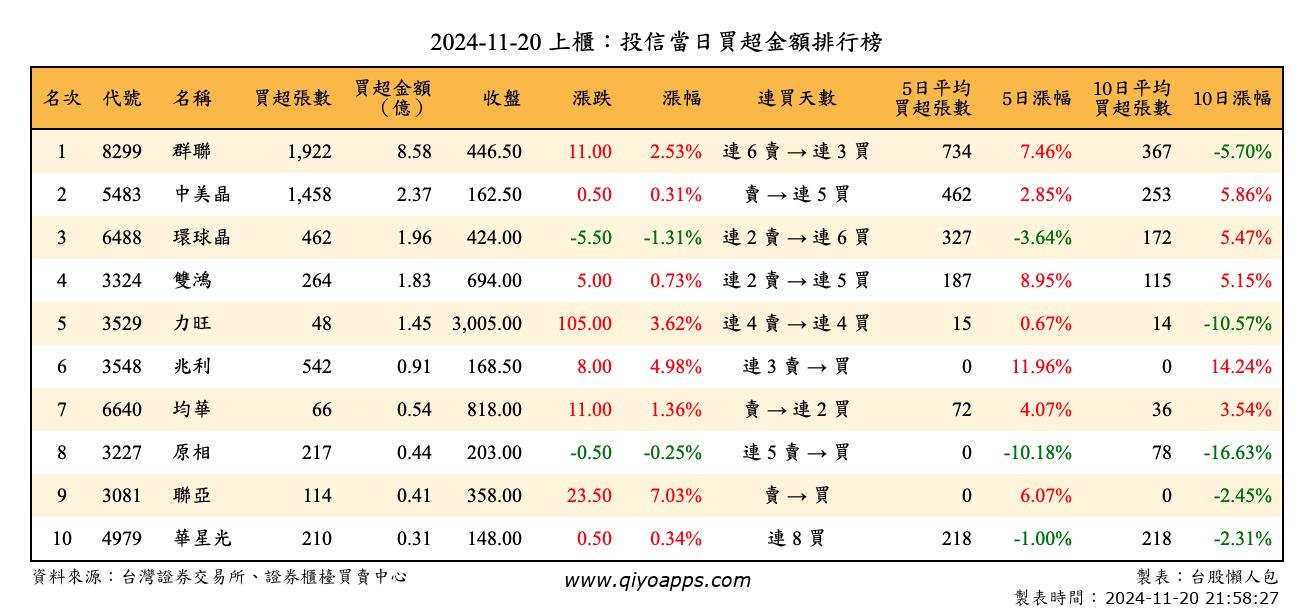 2024-11-20 上櫃：投信當日買超金額排行榜
名次 代號 名稱 買超張數 買超金額（億） 收盤 漲跌 漲幅 連買天數 5日平均買超張數 5日漲幅 10日平均買超張數 10日漲幅
1 8299 群聯 1,922 8.58 446.50 11.00 2.53% 連 6 賣 → 連 3 買 734 7.46% 367 -5.70%
2 5483 中美晶 1,458 2.37 162.50 0.50 0.31% 賣 → 連 5 買 462 2.85% 253 5.86%
3 6488 環球晶 462 1.96 424.00 -5.50 -1.31% 連 2 賣 → 連 6 買 327 -3.64% 172 5.47%
4 3324 雙鴻 264 1.83 694.00 5.00 0.73% 連 2 賣 → 連 5 買 187 8.95% 115 5.15%
5 3529 力旺 48 1.45 3,005.00 105.00 3.62% 連 4 賣 → 連 4 買 15 0.67% 14 -10.57%
6 3548 兆利 542 0.91 168.50 8.00 4.98% 連 3 賣 → 買 0 11.96% 0 14.24%
7 6640 均華 66 0.54 818.00 11.00 1.36% 賣 → 連 2 買 72 4.07% 36 3.54%
8 3227 原相 217 0.44 203.00 -0.50 -0.25% 連 5 賣 → 買 0 -10.18% 78 -16.63%
9 3081 聯亞 114 0.41 358.00 23.50 7.03% 賣 → 買 0 6.07% 0 -2.45%
10 4979 華星光 210 0.31 148.00 0.50 0.34% 連 8 買 218 -1.00% 218 -2.31%
資料來源：台灣證券交易所、證券櫃檯買賣中心 www.qiyoapps.com 製表：台股懶人包
製表時間：2024-11-20 21:58:27